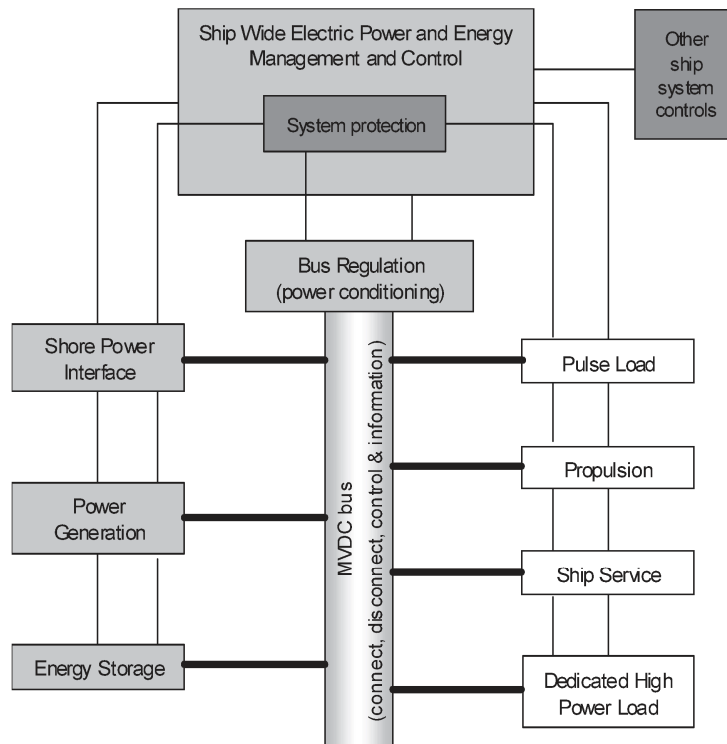 Ship Wide Electric Power and Energy
Management and Control
System protection
Other
ship
system
controls
Bus Regulation
(power conditioning)
Shore Power
Interface
Power
Generation
Energy Storage
MVDC bus
(connect, disconnect, control & information)
Pulse Load
Propulsion
Ship Service
Dedicated High
Power Load